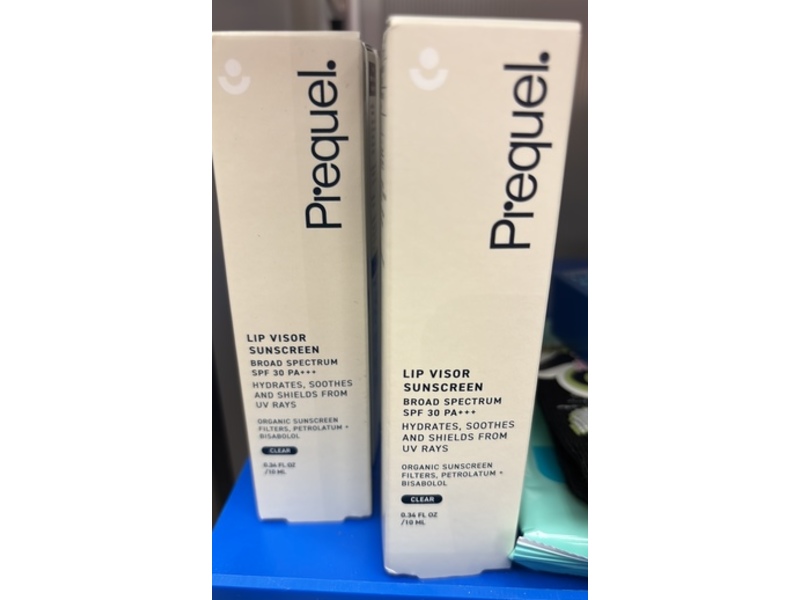 Prequel.
LIP VISOR
SUNSCREEN
BROAD SPECTRUM
SPF 30 PA+++
HYDRATES, SOOTHES
AND SHIELDS FROM
UV RAYS
ORGANIC SUNSCREEN
FILTERS, PETROLATUM +
BISABOLOL
CLEAR
0.34 FL OZ
/10 ML
Prequel.
LIP VISOR
SUNSCREEN
BROAD SPECTRUM
SPF 30 PA+++
HYDRATES, SOOTHES
AND SHIELDS FROM
UV RAYS
ORGANIC SUNSCREEN
FILTERS, PETROLATUM +
BISABOLOL
CLEAR
0.34 FL OZ
/10 ML